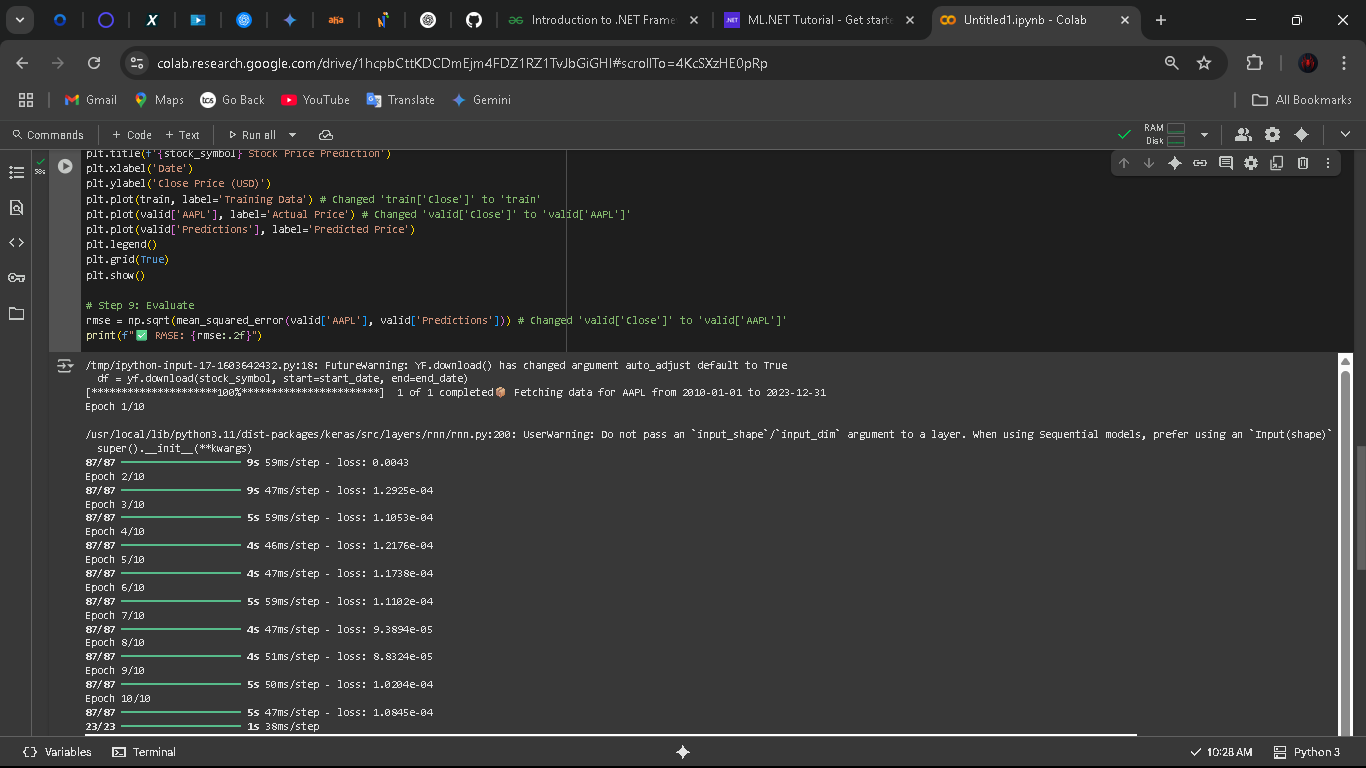 Introduction to .NET Frame
ML.NET Tutorial - Get starte
Untitled1.ipynb - Colab
colab.research.google.com/drive/1hcpbCttKDCDmEjm4FDZ1RZ1TvJbGiGHI#scrollTo=4KcSXzHE0pRp
Gmail
Maps
tcs Go Back
YouTube
Translate
Gemini
All Bookmarks
Commands
+ Code + Text
Run all
RAM
Disk
58s
plt.title(f'{stock_symbol} Stock Price Prediction')
plt.xlabel('Date')
plt.ylabel('Close Price (USD)')
plt.plot(train, label='Training Data') # Changed 'train['Close']' to 'train'
plt.plot(valid['AAPL'], label='Actual Price') # Changed 'valid['Close']' to 'valid['AAPL']'
plt.plot(valid['Predictions'], label='Predicted Price')
plt.legend()
plt.grid(True)
plt.show()
# Step 9: Evaluate
rmse = np.sqrt(mean_squared_error(valid['AAPL'], valid['Predictions'])) # Changed 'valid['Close']' to 'valid['AAPL']'
print(f"✅ RMSE: {rmse:.2f}")
/tmp/ipython-input-17-1603642432.py:18: FutureWarning: YF.download() has changed argument auto_adjust default to True
df = yf.download(stock_symbol, start=start_date, end=end_date)
[*********************100%***********************]  1 of 1 completed📦 Fetching data for AAPL from 2010-01-01 to 2023-12-31
Epoch 1/10
/usr/local/lib/python3.11/dist-packages/keras/src/layers/rnn/rnn.py:200: UserWarning: Do not pass an `input_shape`/`input_dim` argument to a layer. When using Sequential models, prefer using an `Input(shape)`
super().__init__(**kwargs)
87/87 9s 59ms/step - loss: 0.0043
Epoch 2/10
87/87 9s 47ms/step - loss: 1.2925e-04
Epoch 3/10
87/87 5s 59ms/step - loss: 1.1053e-04
Epoch 4/10
87/87 4s 46ms/step - loss: 1.2176e-04
Epoch 5/10
87/87 4s 47ms/step - loss: 1.1738e-04
Epoch 6/10
87/87 5s 59ms/step - loss: 1.1102e-04
Epoch 7/10
87/87 4s 47ms/step - loss: 9.3894e-05
Epoch 8/10
87/87 4s 51ms/step - loss: 8.8324e-05
Epoch 9/10
87/87 5s 50ms/step - loss: 1.0204e-04
Epoch 10/10
87/87 5s 47ms/step - loss: 1.0845e-04
23/23 1s 38ms/step
Variables
Terminal
10:28 AM
Python 3